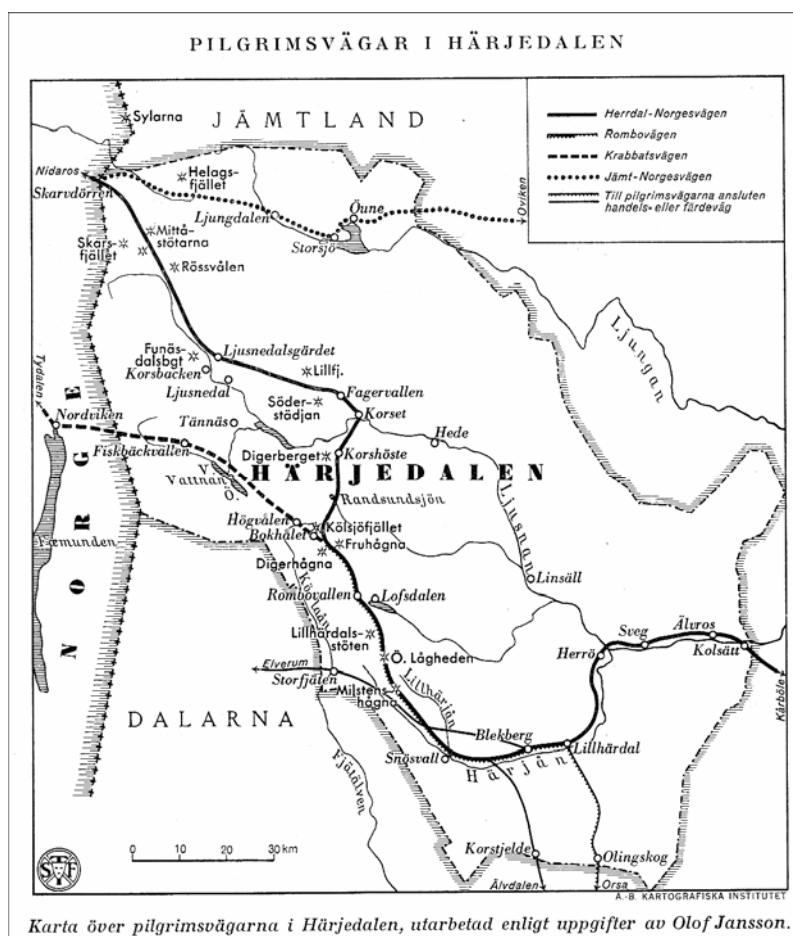 PILGRIMSVÄGAR I HÄRJEDALEN
Herrdal-Norgesvägen
Rombovägen
Krabbatsvägen
Jämt-Norgesvägen
Till pilgrimsvägarna ansluten
handels- eller färdeväg
Sylarna
JÄMTLAND
Nidaros
Skarvdörren
Helags-
fjället
Ljungdalen
Öune
Storsjö
Oviken
Skars-
fjället
Mittå-
stötarna
Rössvålen
Ljungan
Funäs-
dalsbgt
Korsbacken
Ljusnedalsgärdet
Ljusnedal
Lillfj.
Fagervallen
Söder-
stödjan
Korset
Tydalen
Nordviken
Tännäs
Hede
Fiskbäckvallen
Digerberget
Korshöste
V.
Vattnan
Ö.
HÄRJEDALEN
Randsundsjön
Ljusnan
NORGE
Fæmunden
Högvålen
Bokhålet
Kölsjöfjället
Fruhågna
Digerhågna
Linsäll
Rombovallen
Lofsdalen
Lillhärdals-
stöten
Ö. Lågheden
Herrö
Sveg
Älvros
Kolsätt
Kårböle
Elverum
Storfjäten
Milstens-
hågna
Lillhärjån
DALARNA
Blekberg
Lillhärdal
Snösvall
Härjån
Fjätälven
Korstjelde
Olingskog
Älvdalen
Orsa
0 10 20 30 km
STF
A.-B. KARTOGRAFISKA INSTITUTET
Karta över pilgrimsvägarna i Härjedalen, utarbetad enligt uppgifter av Olof Jansson.